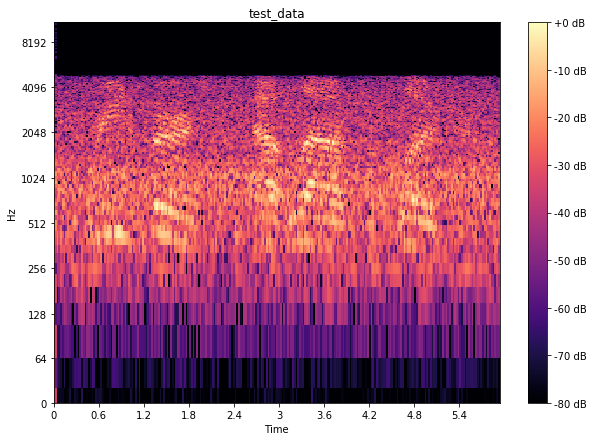 test_data
8192
4096
2048
1024
512
256
128
64
0
Hz
0 0.6 1.2 1.8 2.4 3 3.6 4.2 4.8 5.4
Time
+0 dB
-10 dB
-20 dB
-30 dB
-40 dB
-50 dB
-60 dB
-70 dB
-80 dB